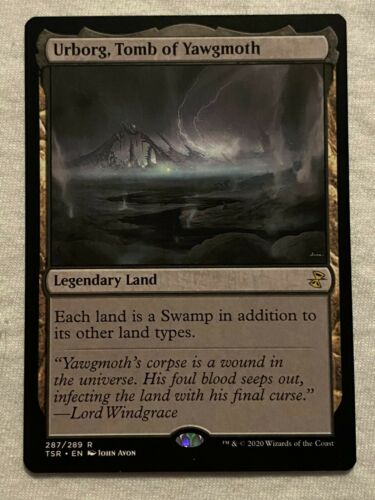 Urborg, Tomb of Yawgmoth
Legendary Land
Each land is a Swamp in addition to
its other land types.
“Yawgmoth’s corpse is a wound in
the universe. His foul blood seeps out,
infecting the land with his final curse.”
—Lord Windgrace
287/289 R
TSR • EN John Avon
™ & © 2020 Wizards of the Coast